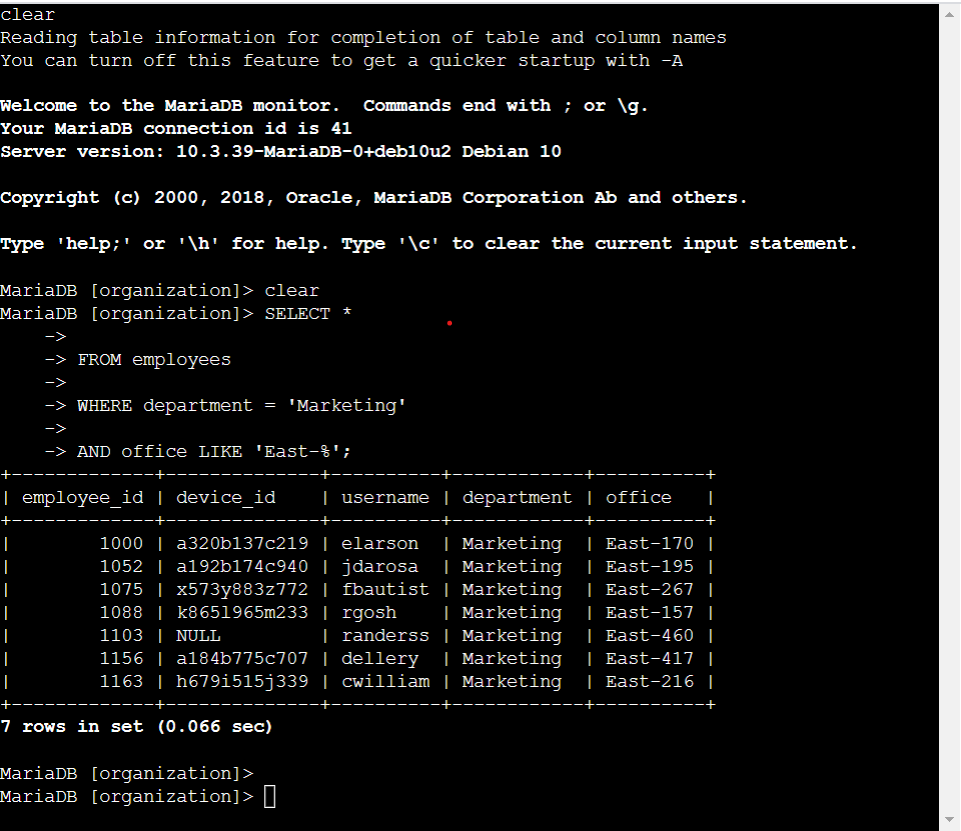 clear
Reading table information for completion of table and column names
You can turn off this feature to get a quicker startup with -A
Welcome to the MariaDB monitor.  Commands end with ; or \g.
Your MariaDB connection id is 41
Server version: 10.3.39-MariaDB-0+deb10u2 Debian 10
Copyright (c) 2000, 2018, Oracle, MariaDB Corporation Ab and others.
Type 'help;' or '\h' for help. Type '\c' to clear the current input statement.
MariaDB [organization]> clear
MariaDB [organization]> SELECT *
    ->
    -> FROM employees
    ->
    -> WHERE department = 'Marketing'
    ->
    -> AND office LIKE 'East-%';
+-------------+--------------+----------+------------+----------+
| employee_id | device_id    | username | department | office   |
+-------------+--------------+----------+------------+----------+
|        1000 | a320b137c219 | elarson  | Marketing  | East-170 |
|        1052 | a192b174c940 | jdarosa  | Marketing  | East-195 |
|        1075 | x573y883z772 | fbautist | Marketing  | East-267 |
|        1088 | k865l965m233 | rgosh    | Marketing  | East-157 |
|        1103 | NULL         | randerss | Marketing  | East-460 |
|        1156 | a184b775c707 | dellery  | Marketing  | East-417 |
|        1163 | h679i515j339 | cwilliam | Marketing  | East-216 |
+-------------+--------------+----------+------------+----------+
7 rows in set (0.066 sec)
MariaDB [organization]>
MariaDB [organization]>